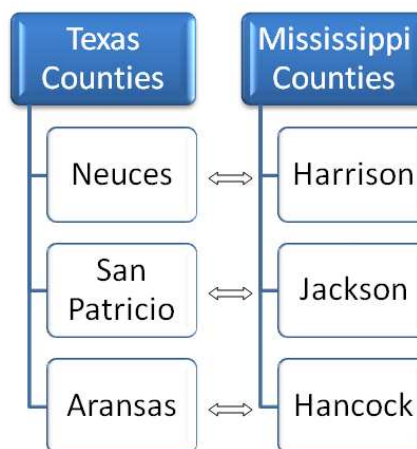 Texas
Counties
Mississippi
Counties
Neuces
Harrison
San
Patricio
Jackson
Aransas
Hancock